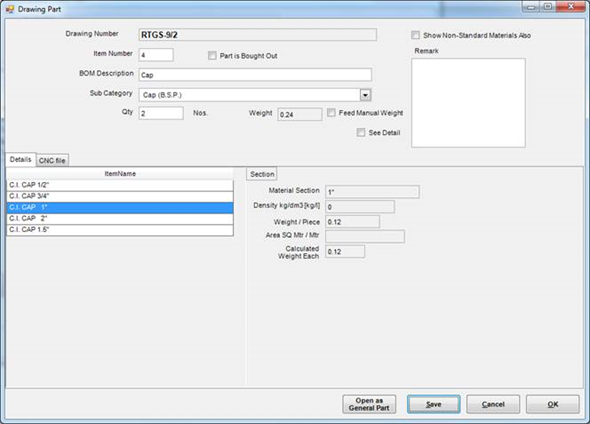 Drawing Part
Drawing Number RTGS-9/2 Show Non-Standard Materials Also
Item Number 4 Part is Bought Out Remark
BOM Description Cap
Sub Category Cap (B.S.P.)
Qty 2 Nos. Weight 0.24 Feed Manual Weight
See Detail
Details CNC file
ItemName Section
C.I. CAP 1/2"
C.I. CAP 3/4"
C.I. CAP 1"
C.I. CAP 2"
C.I. CAP 1.5"
Material Section 1"
Density kg/dm3 [kg/l] 0
Weight / Piece 0.12
Area SQ Mtr / Mtr
Calculated
Weight Each 0.12
Open as
General Part Save Cancel OK